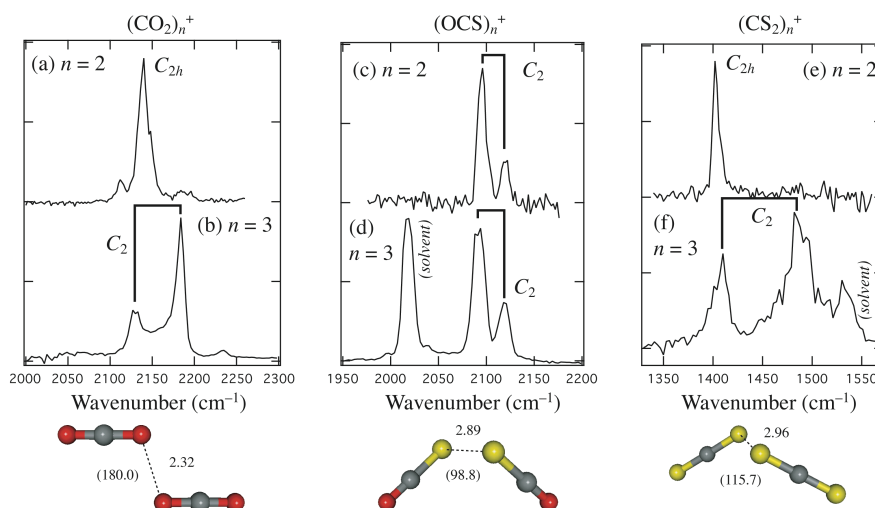 (CO₂)ₙ⁺ (OCS)ₙ⁺ (CS₂)ₙ⁺
(a) n = 2 C₂ₕ
(b) n = 3
C₂
2000 2050 2100 2150 2200 2250 2300
Wavenumber (cm⁻¹)
(c) n = 2 C₂
(d)
n = 3
(solvent)
C₂
1950 2000 2050 2100 2150 2200
Wavenumber (cm⁻¹)
C₂ₕ (e)
n = 2
C₂ (f)
n = 3
(solvent)
1350 1400 1450 1500 1550
Wavenumber (cm⁻¹)
2.32
(180.0)
2.89
(98.8)
2.96
(115.7)